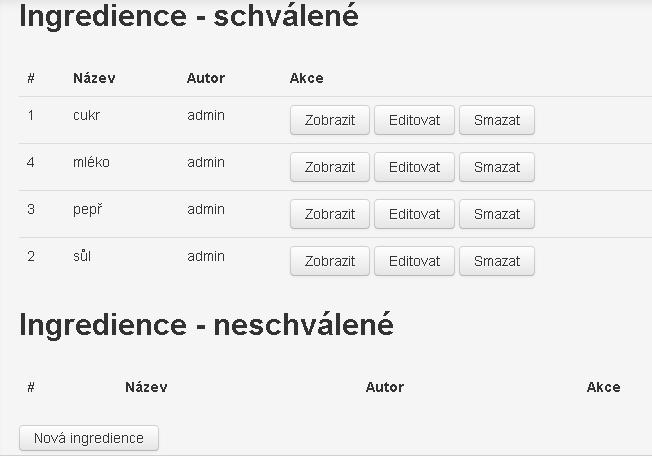 Ingredience - schválené
# Název Autor Akce
1 cukr admin Zobrazit Editovat Smazat
4 mléko admin Zobrazit Editovat Smazat
3 pepř admin Zobrazit Editovat Smazat
2 sůl admin Zobrazit Editovat Smazat
Ingredience - neschválené
# Název Autor Akce
Nová ingredience